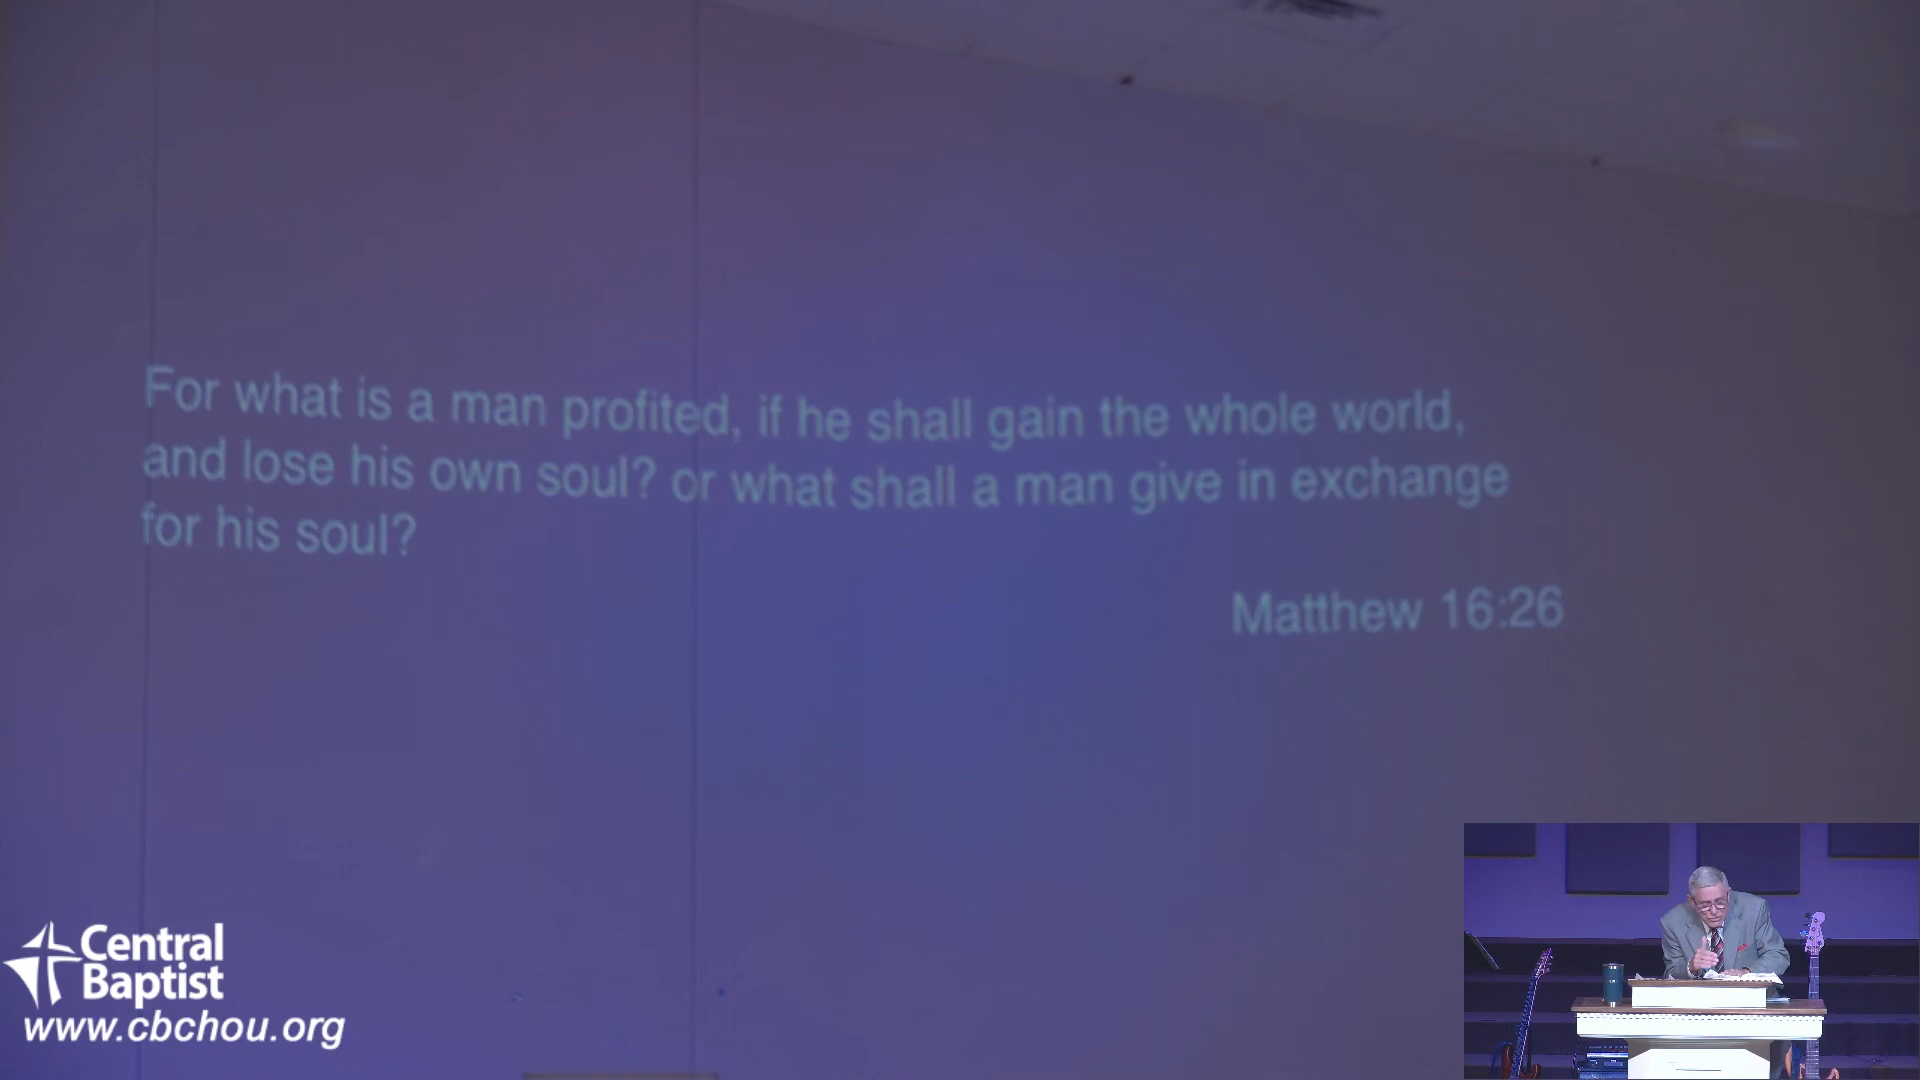 For what is a man profited, if he shall gain the whole world,
and lose his own soul? or what shall a man give in exchange
for his soul?
Matthew 16:26
Central
Baptist
www.cbchou.org